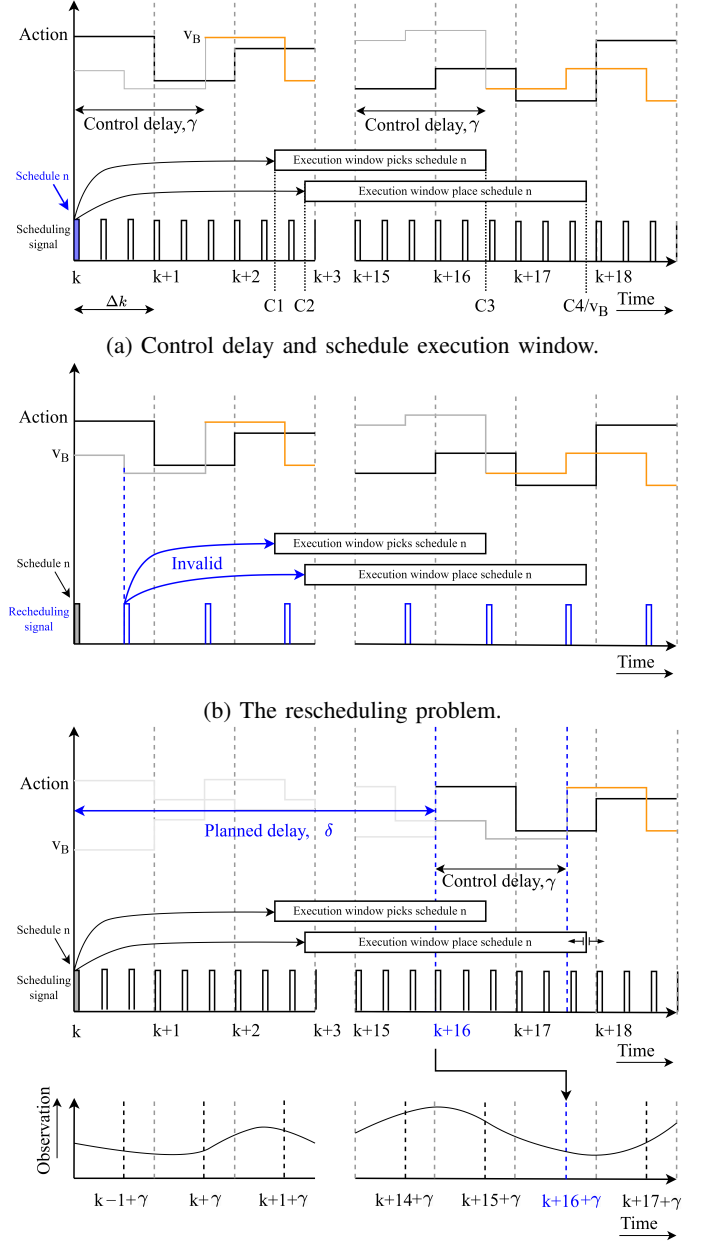 Action
v_B
Control delay, γ
Control delay, γ
Execution window picks schedule n
Schedule n
Execution window place schedule n
Scheduling
signal
k
k+1
k+2
k+3
k+15
k+16
k+17
k+18
Δk
C1
C2
C3
C4/v_B
Time
(a) Control delay and schedule execution window.
Action
v_B
Execution window picks schedule n
Invalid
Schedule n
Execution window place schedule n
Recheduling
signal
Time
(b) The rescheduling problem.
Action
Planned delay, δ
v_B
Control delay, γ
Execution window picks schedule n
Schedule n
Execution window place schedule n
Scheduling
signal
k
k+1
k+2
k+3
k+15
k+16
k+17
k+18
Time
Observation
k−1+γ
k+γ
k+1+γ
k+14+γ
k+15+γ
k+16+γ
k+17+γ
Time